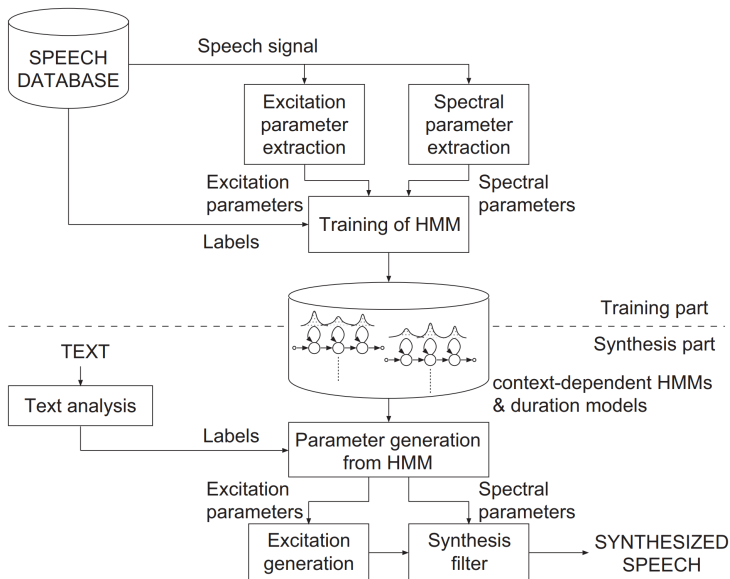 SPEECH
DATABASE
Speech signal
Excitation
parameter
extraction
Spectral
parameter
extraction
Excitation
parameters
Spectral
parameters
Training of HMM
Labels
Training part
Synthesis part
TEXT
context-dependent HMMs
& duration models
Text analysis
Labels
Parameter generation
from HMM
Excitation
parameters
Spectral
parameters
Excitation
generation
Synthesis
filter
SYNTHESIZED
SPEECH